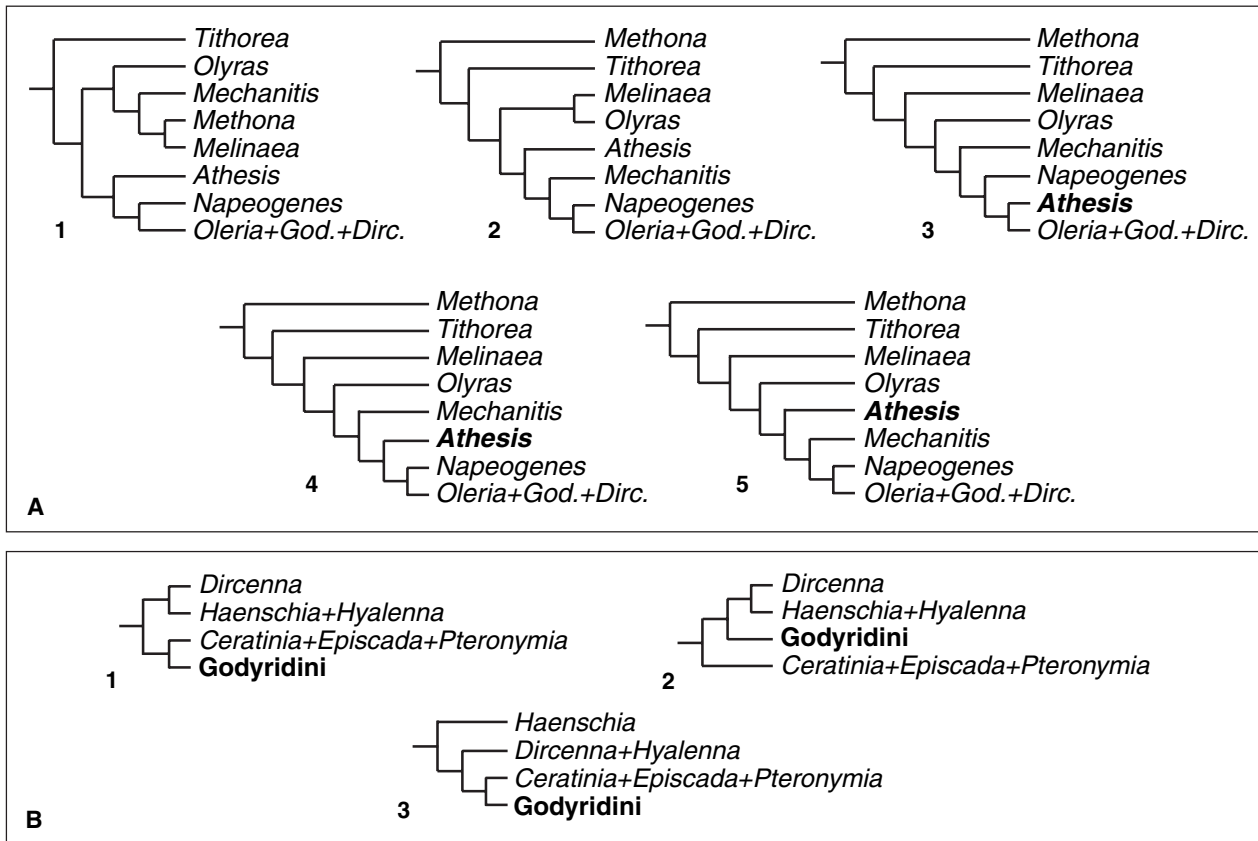 Tithorea
Olyras
Mechanitis
Methona
Melinaea
Athesis
Napeogenes
Oleria+God.+Dirc.
1
Methona
Tithorea
Melinaea
Olyras
Athesis
Mechanitis
Napeogenes
Oleria+God.+Dirc.
2
Methona
Tithorea
Melinaea
Olyras
Mechanitis
Napeogenes
Athesis
Oleria+God.+Dirc.
3
Methona
Tithorea
Melinaea
Olyras
Mechanitis
Athesis
Napeogenes
Oleria+God.+Dirc.
4
Methona
Tithorea
Melinaea
Olyras
Athesis
Mechanitis
Napeogenes
Oleria+God.+Dirc.
5
A
Dircenna
Haenschia+Hyalenna
Ceratinia+Episcada+Pteronymia
Godyridini
1
Dircenna
Haenschia+Hyalenna
Godyridini
Ceratinia+Episcada+Pteronymia
2
Haenschia
Dircenna+Hyalenna
Ceratinia+Episcada+Pteronymia
Godyridini
3
B